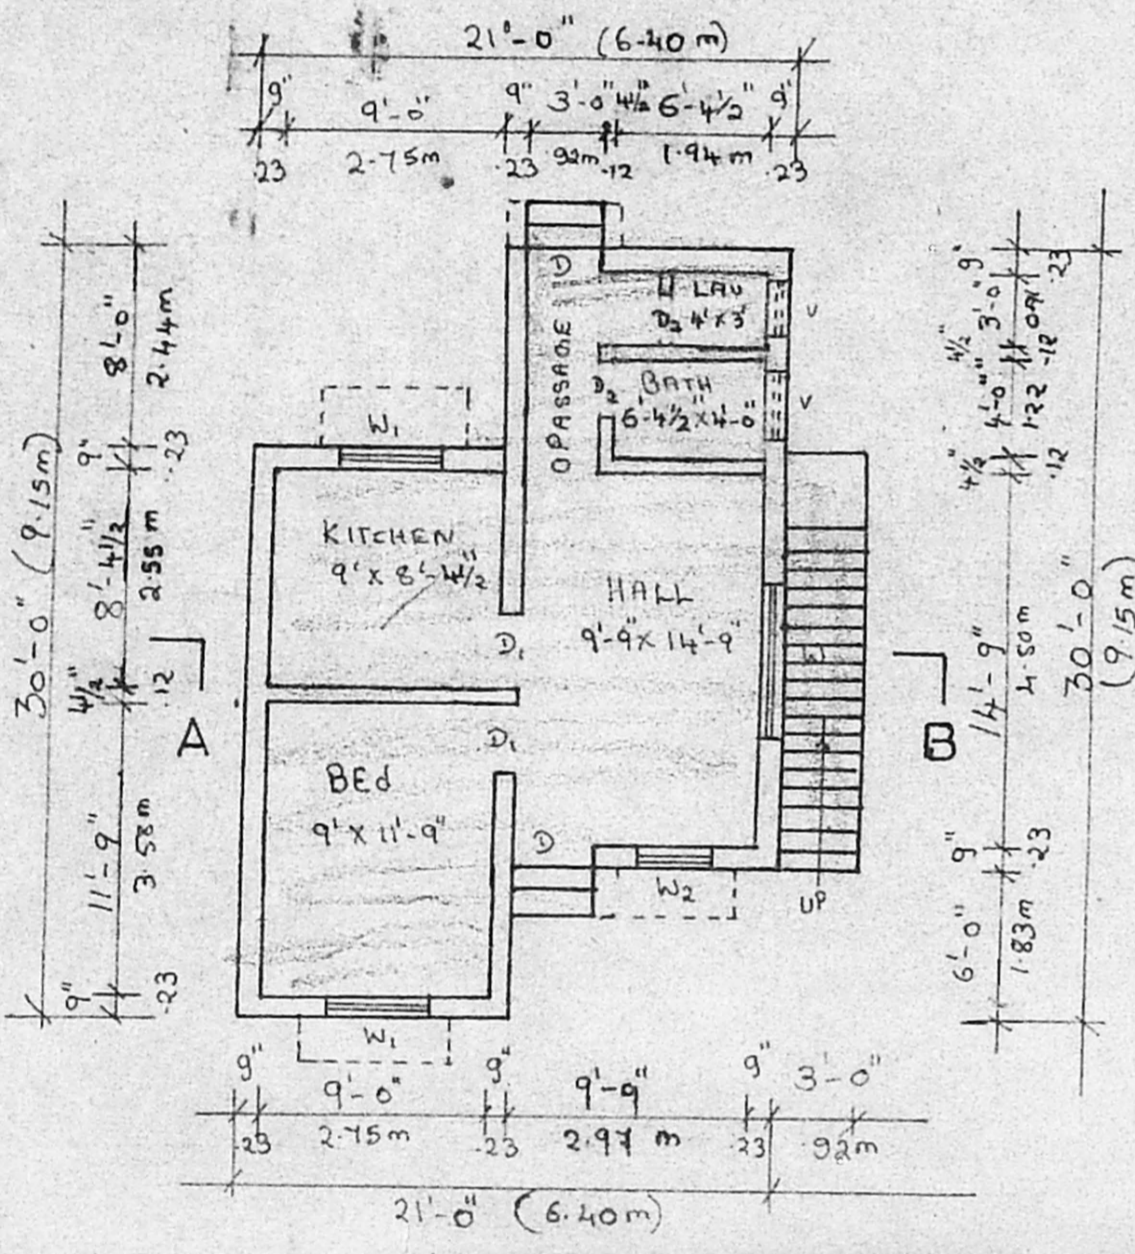 21'-0" (6.40 m)
9" 9'-0" 9" 3'-0" 4½" 6'-4½" 9"
.23 2.75m .23 .92m .12 1.94m .23
30'-0" (9.15m)
8'-0" 9" 8'-4½" 4½" 11'-9" 9"
2.44m .23 2.55 m .12 3.58m .23
D
PASSAGE
LAV
D2 4'x3'
V
D2
BATH
6'-4½"x4'-0"
V
W1
KITCHEN
9' x 8'-4½"
D1
HALL
9'-9" x 14'-9"
A
B
D1
BEd
9' x 11'-9"
D
W2
UP
W1
9" 3'-0" 4½" 4'-0" 4½" 14'-9" 9" 6'-0"
.23 .12 1.22 .12 4.50m .23 1.83m
30'-0"
(9.15m)
9" 9'-0" 9" 9'-9" 9" 3'-0"
.23 2.75m .23 2.97 m .23 .92m
21'-0" (6.40m)